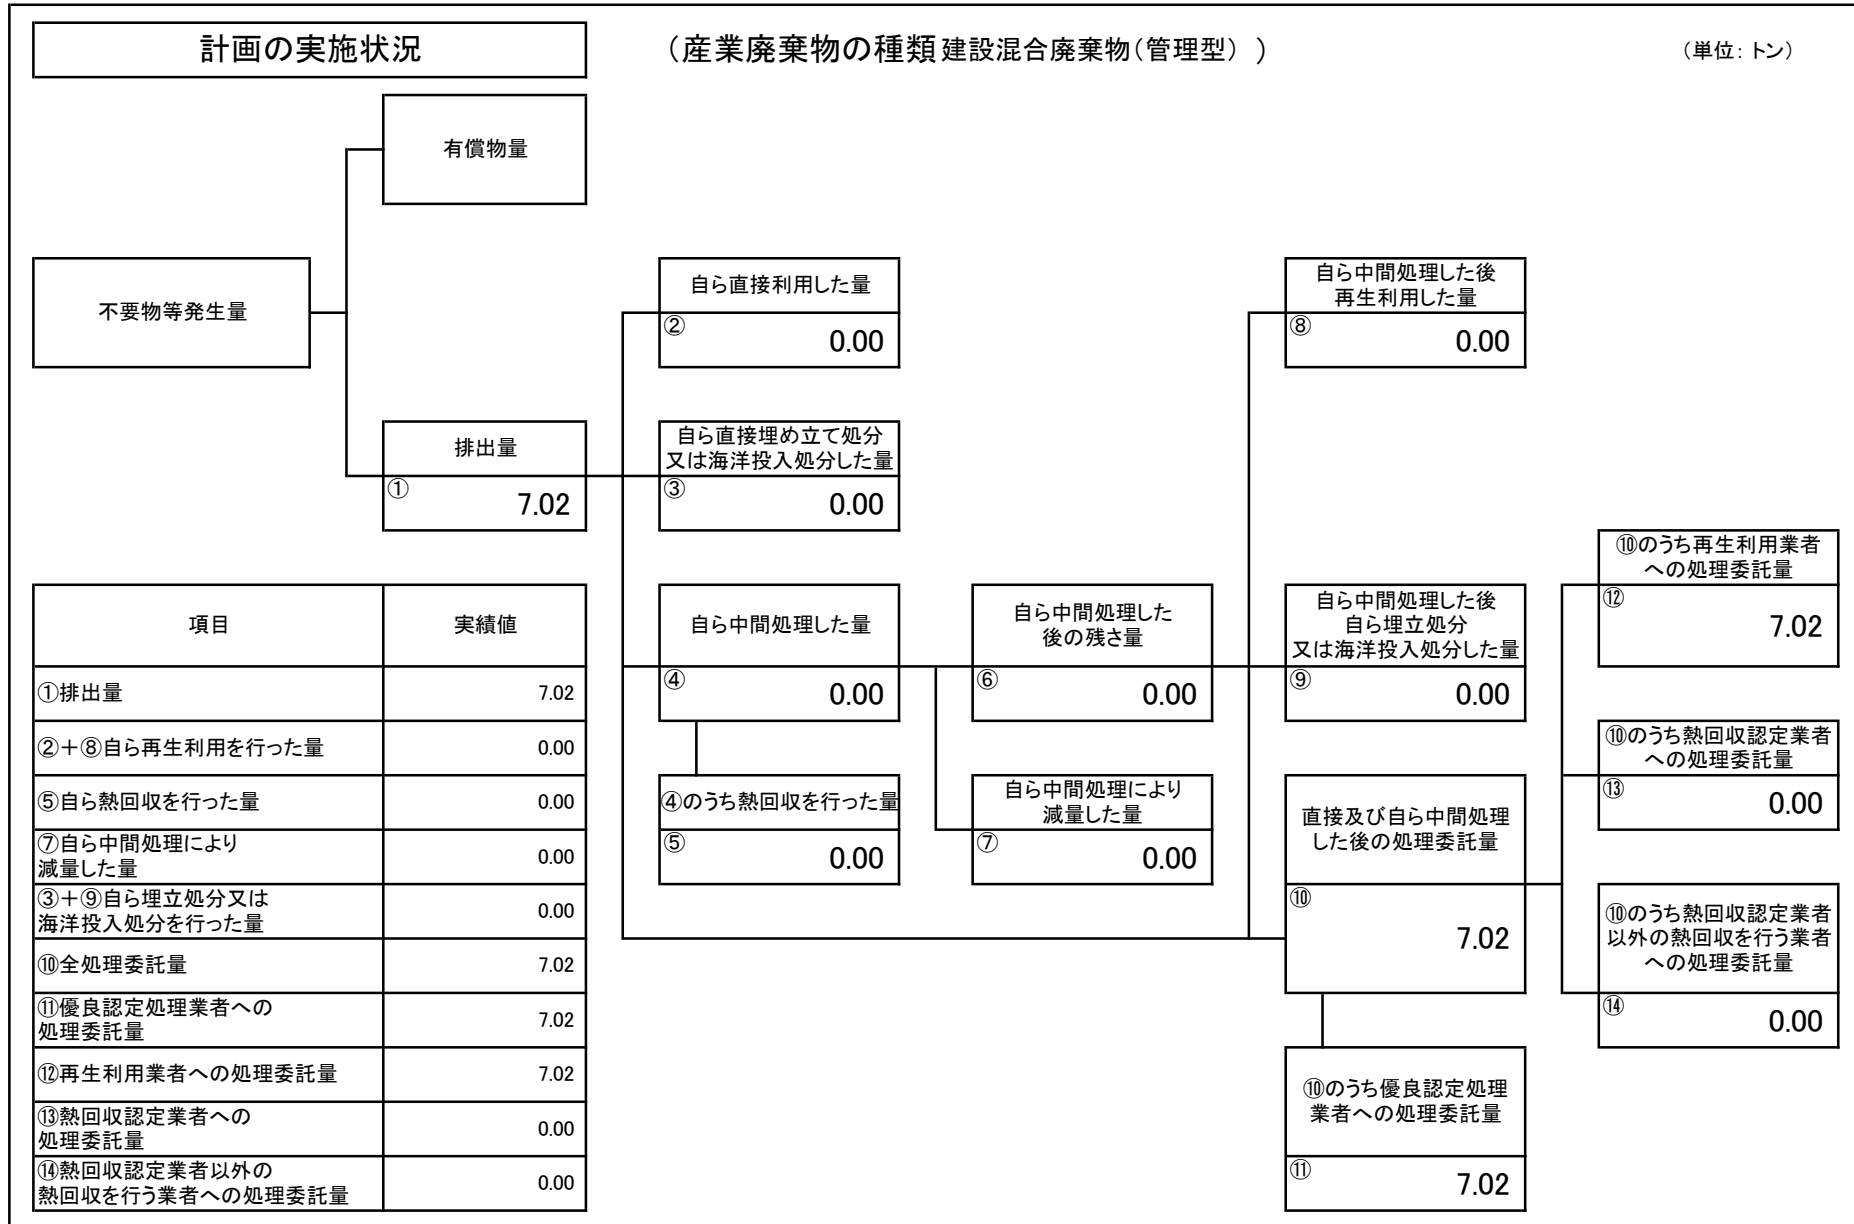 計画の実施状況
（産業廃棄物の種類 建設混合廃棄物（管理型） ）
（単位：トン）
有償物量
不要物等発生量
自ら直接利用した量
②
0.00
自ら中間処理した後
再生利用した量
⑧
0.00
排出量
①
7.02
自ら直接埋め立て処分
又は海洋投入処分した量
③
0.00
自ら中間処理した量
④
0.00
自ら中間処理した
後の残さ量
⑥
0.00
自ら中間処理した後
自ら埋立処分
又は海洋投入処分した量
⑨
0.00
⑩のうち再生利用業者
への処理委託量
⑫
7.02
④のうち熱回収を行った量
⑤
0.00
自ら中間処理により
減量した量
⑦
0.00
直接及び自ら中間処理
した後の処理委託量
⑩
7.02
⑩のうち熱回収認定業者
への処理委託量
⑬
0.00
⑩のうち熱回収認定業者
以外の熱回収を行う業者
への処理委託量
⑭
0.00
⑩のうち優良認定処理
業者への処理委託量
⑪
7.02
項目 実績値
①排出量 7.02
②＋⑧自ら再生利用を行った量 0.00
⑤自ら熱回収を行った量 0.00
⑦自ら中間処理により
減量した量 0.00
③＋⑨自ら埋立処分又は
海洋投入処分を行った量 0.00
⑩全処理委託量 7.02
⑪優良認定処理業者への
処理委託量 7.02
⑫再生利用業者への処理委託量 7.02
⑬熱回収認定業者への
処理委託量 0.00
⑭熱回収認定業者以外の
熱回収を行う業者への処理委託量 0.00